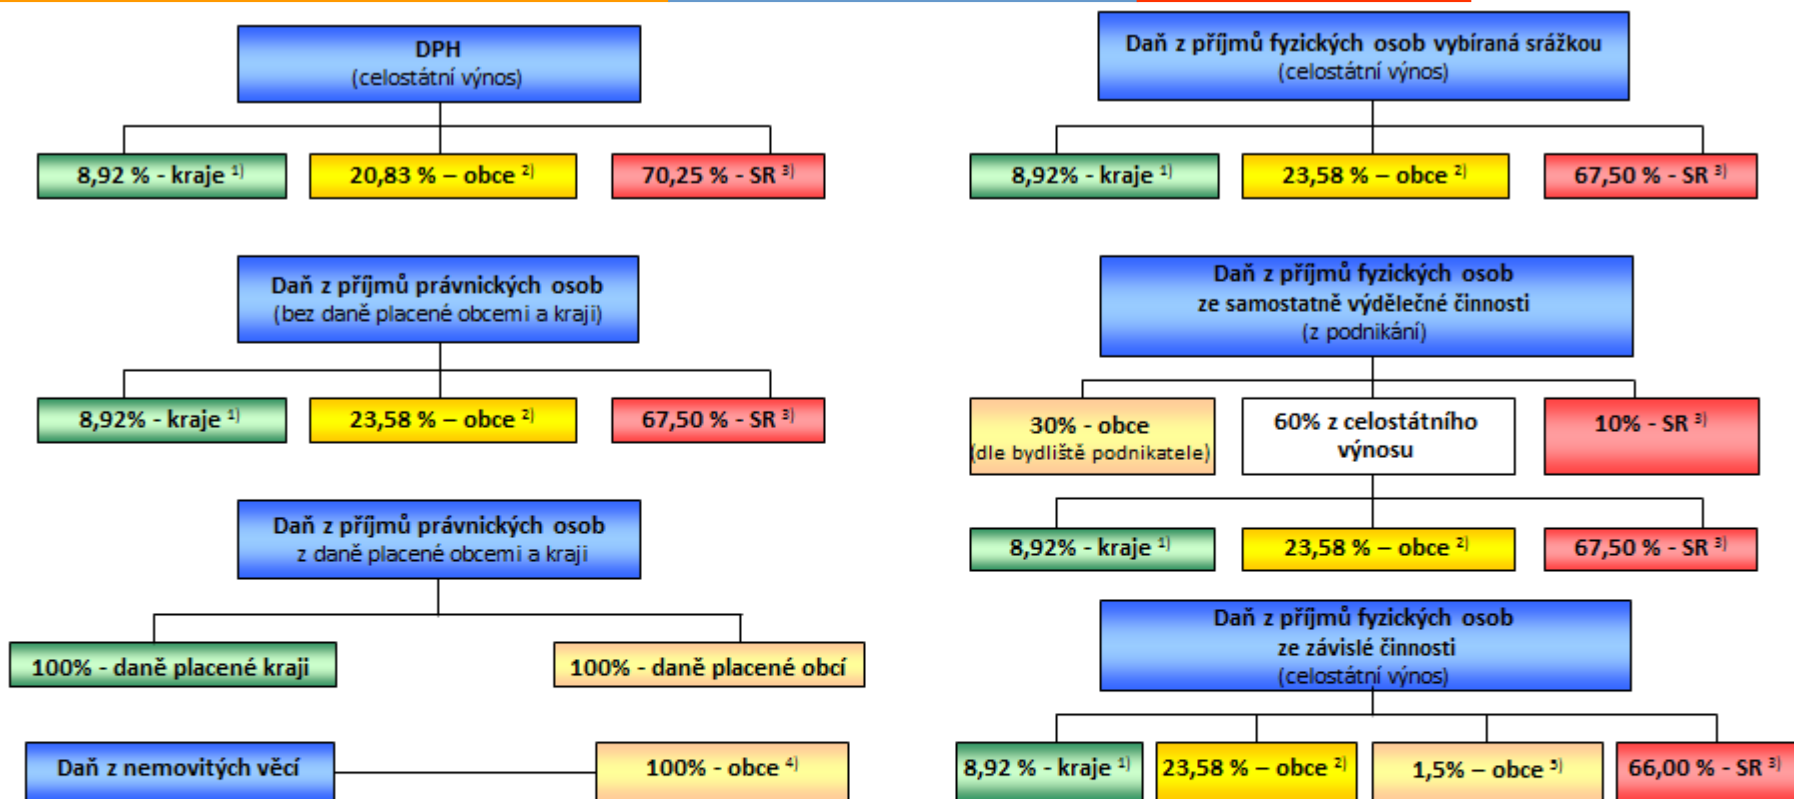 DPH
(celostátní výnos)
8,92 % - kraje ¹⁾
20,83 % – obce ²⁾
70,25 % - SR ³⁾
Daň z příjmů právnických osob
(bez daně placené obcemi a kraji)
8,92% - kraje ¹⁾
23,58 % – obce ²⁾
67,50 % - SR ³⁾
Daň z příjmů právnických osob
z daně placené obcemi a kraji
100% - daně placené kraji
100% - daně placené obcí
Daň z nemovitých věcí
100% - obce ⁴⁾
Daň z příjmů fyzických osob vybíraná srážkou
(celostátní výnos)
8,92% - kraje ¹⁾
23,58 % – obce ²⁾
67,50 % - SR ³⁾
Daň z příjmů fyzických osob
ze samostatně výdělečné činnosti
(z podnikání)
30% - obce
(dle bydliště podnikatele)
60% z celostátního
výnosu
10% - SR ³⁾
8,92% - kraje ¹⁾
23,58 % – obce ²⁾
67,50 % - SR ³⁾
Daň z příjmů fyzických osob
ze závislé činnosti
(celostátní výnos)
8,92 % - kraje ¹⁾
23,58 % – obce ²⁾
1,5% – obce ⁵⁾
66,00 % - SR ³⁾